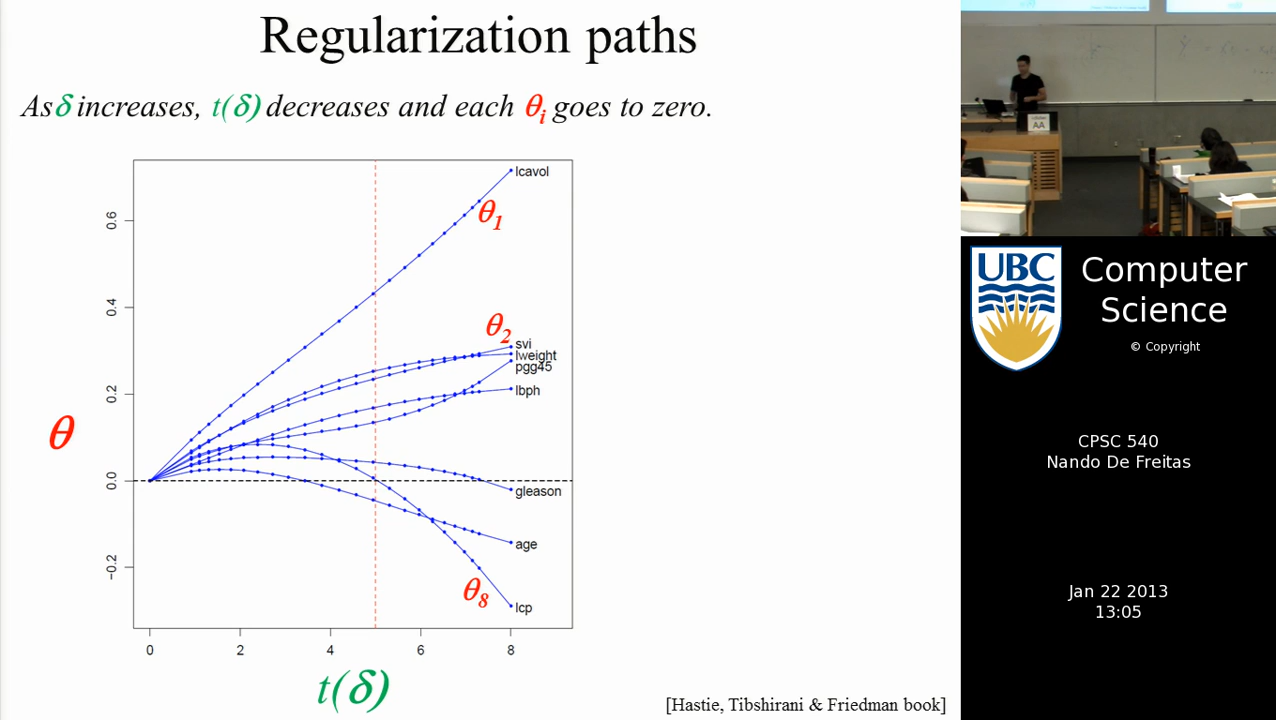 Regularization paths
As δ increases, t(δ) decreases and each θi goes to zero.
lcavol
θ1
θ2
svi
lweight
pgg45
lbph
gleason
age
θ8
lcp
θ
0.6
0.4
0.2
0.0
−0.2
0 2 4 6 8
t(δ)
[Hastie, Tibshirani & Friedman book]
AA
UBC
Computer
Science
© Copyright
CPSC 540
Nando De Freitas
Jan 22 2013
13:05